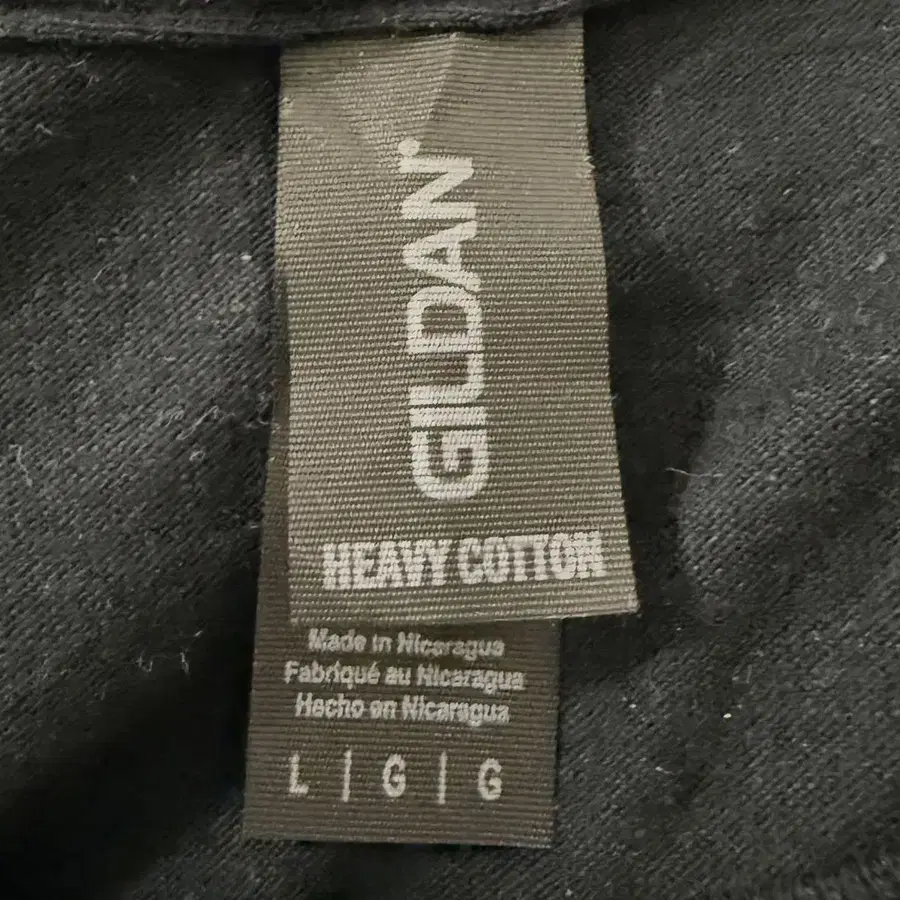 GILDAN®
HEAVY COTTON
Made in Nicaragua
Fabriqué au Nicaragua
Hecho en Nicaragua
L | G | G